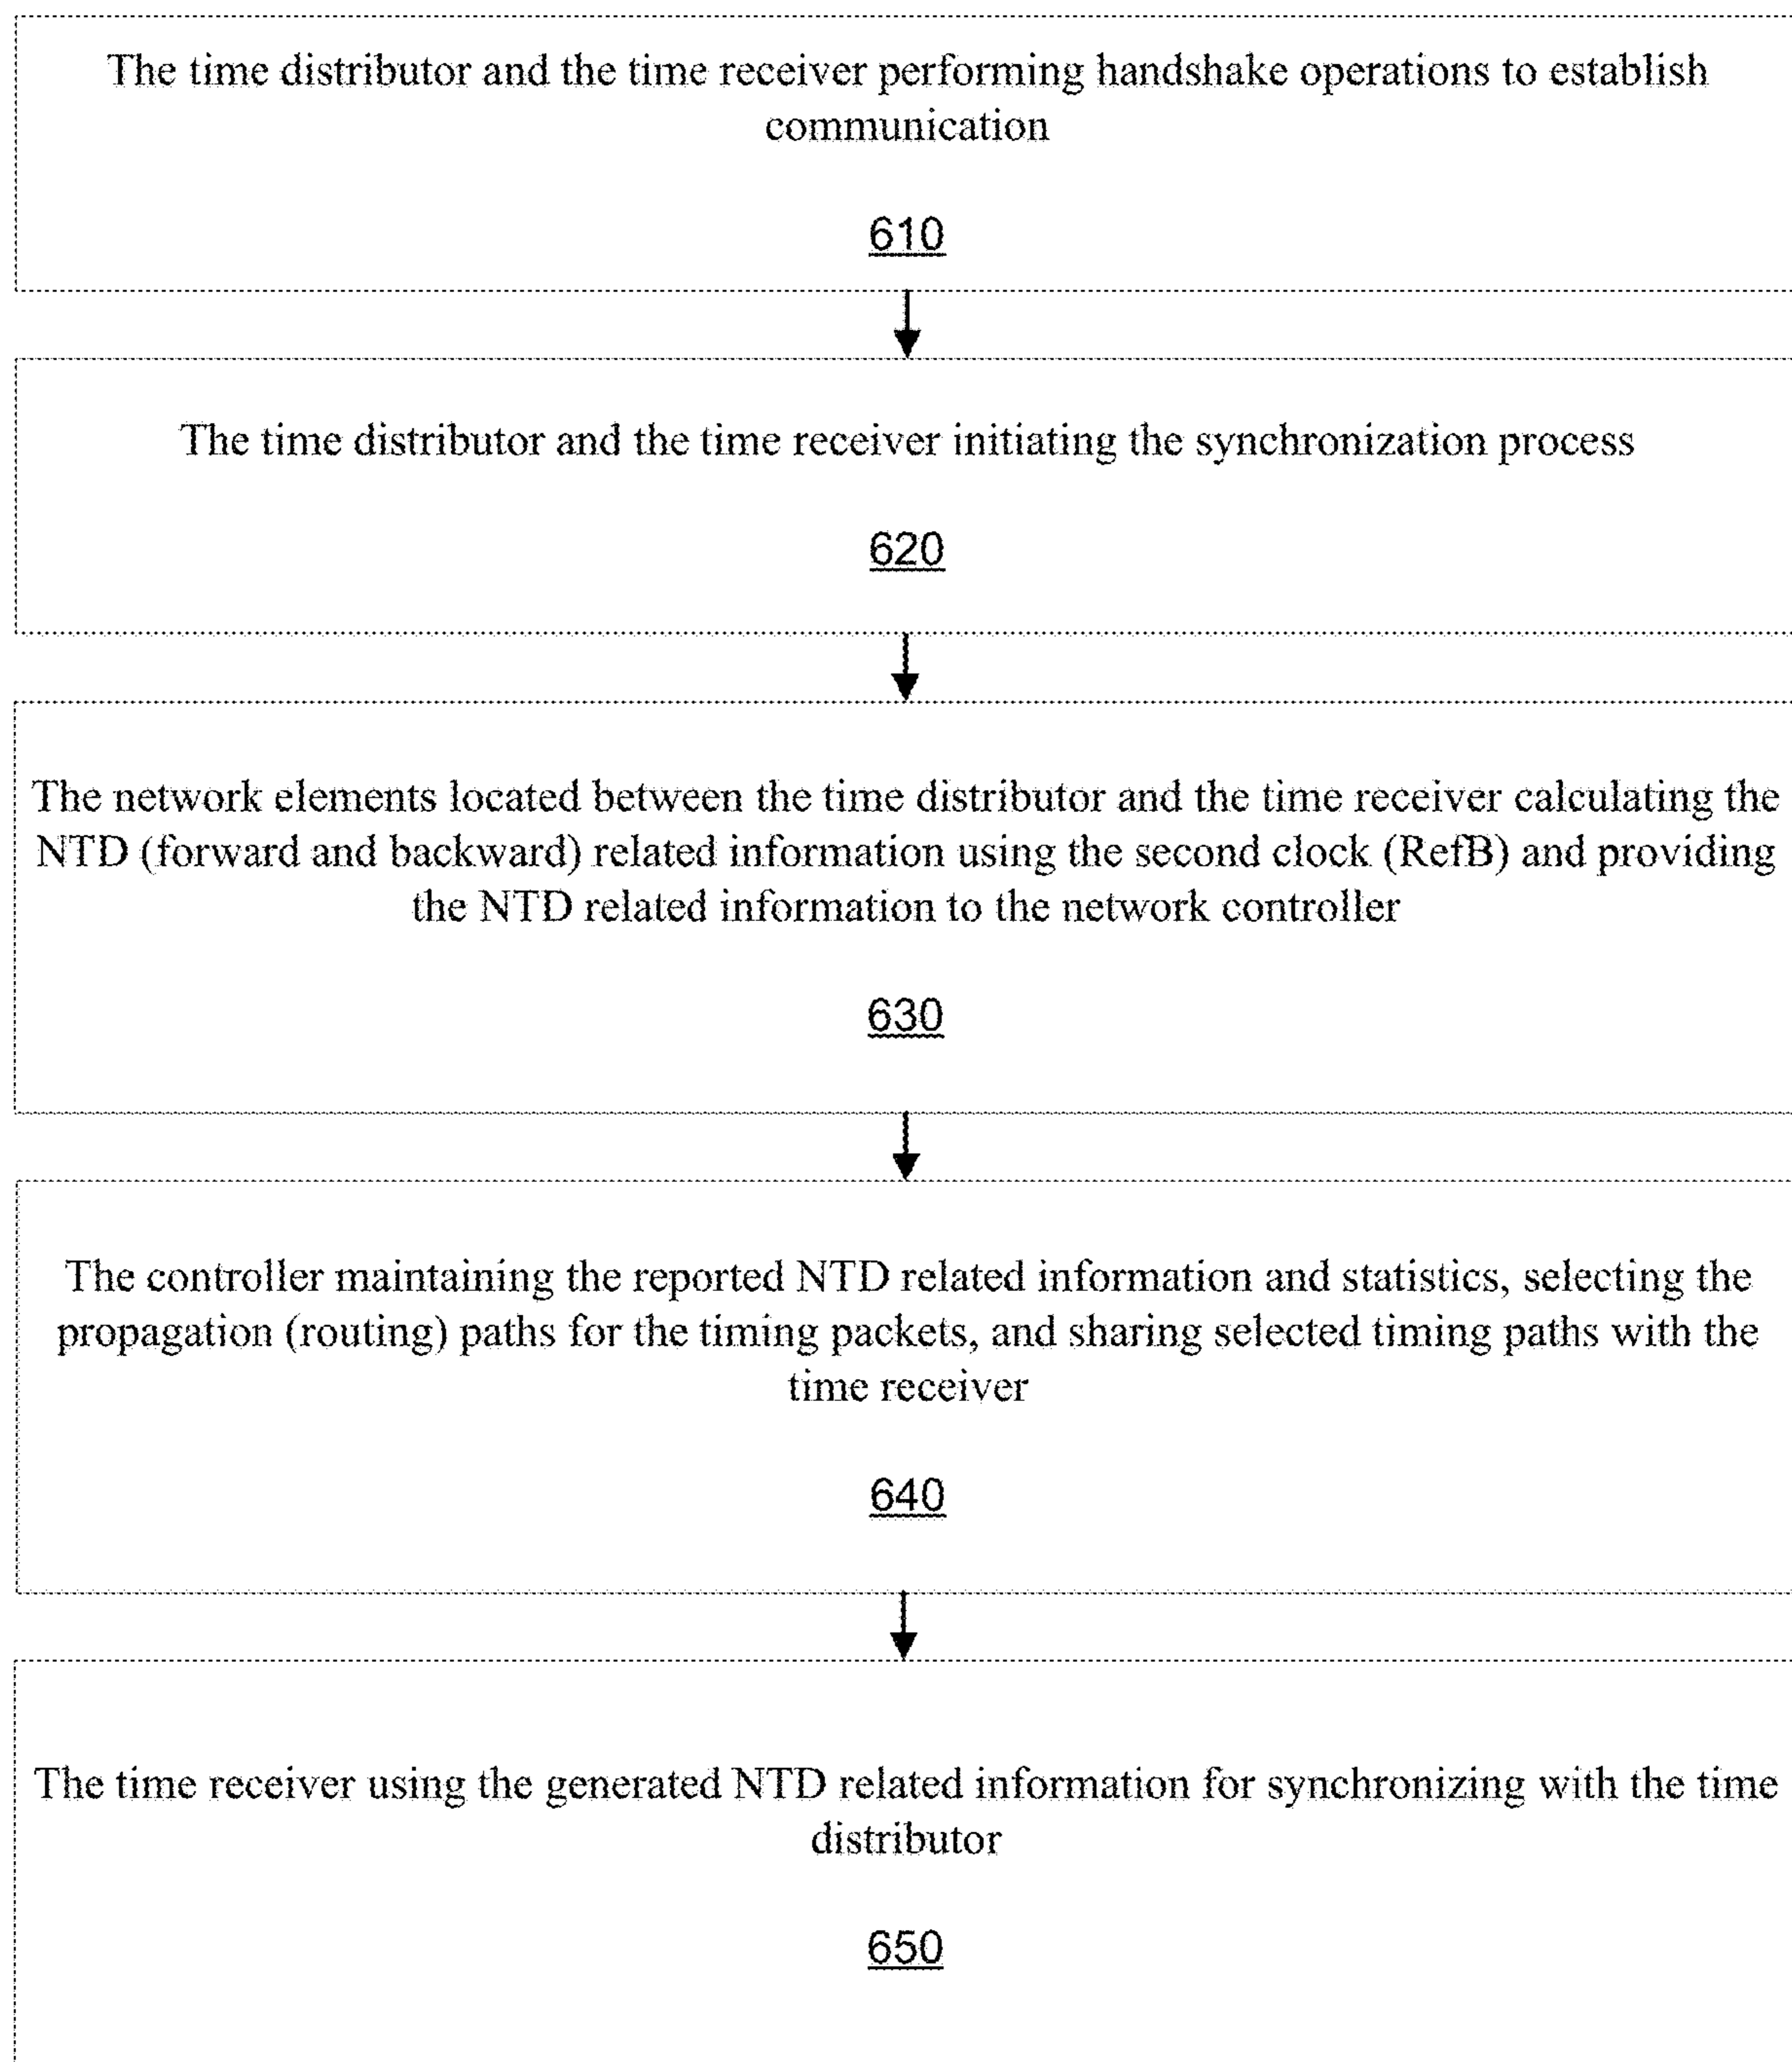 The time distributor and the time receiver performing handshake operations to establish
communication
610
The time distributor and the time receiver initiating the synchronization process
620
The network elements located between the time distributor and the time receiver calculating the
NTD (forward and backward) related information using the second clock (RefB) and providing
the NTD related information to the network controller
630
The controller maintaining the reported NTD related information and statistics, selecting the
propagation (routing) paths for the timing packets, and sharing selected timing paths with the
time receiver
640
The time receiver using the generated NTD related information for synchronizing with the time
distributor
650